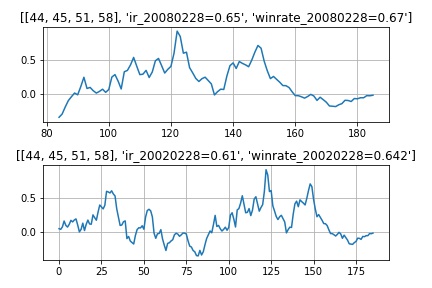 [[44, 45, 51, 58], 'ir_20080228=0.65', 'winrate_20080228=0.67']
0.5
0.0
80 100 120 140 160 180
[[44, 45, 51, 58], 'ir_20020228=0.61', 'winrate_20020228=0.642']
0.5
0.0
0 25 50 75 100 125 150 175